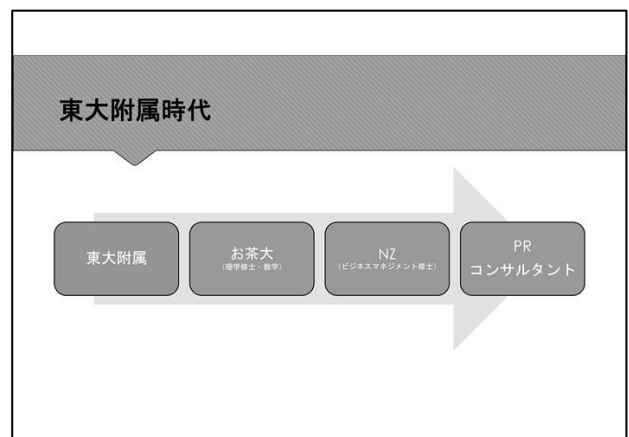 東大附属時代
東大附属
お茶大
(理学修士・数学)
NZ
(ビジネスマネジメント修士)
PR
コンサルタント